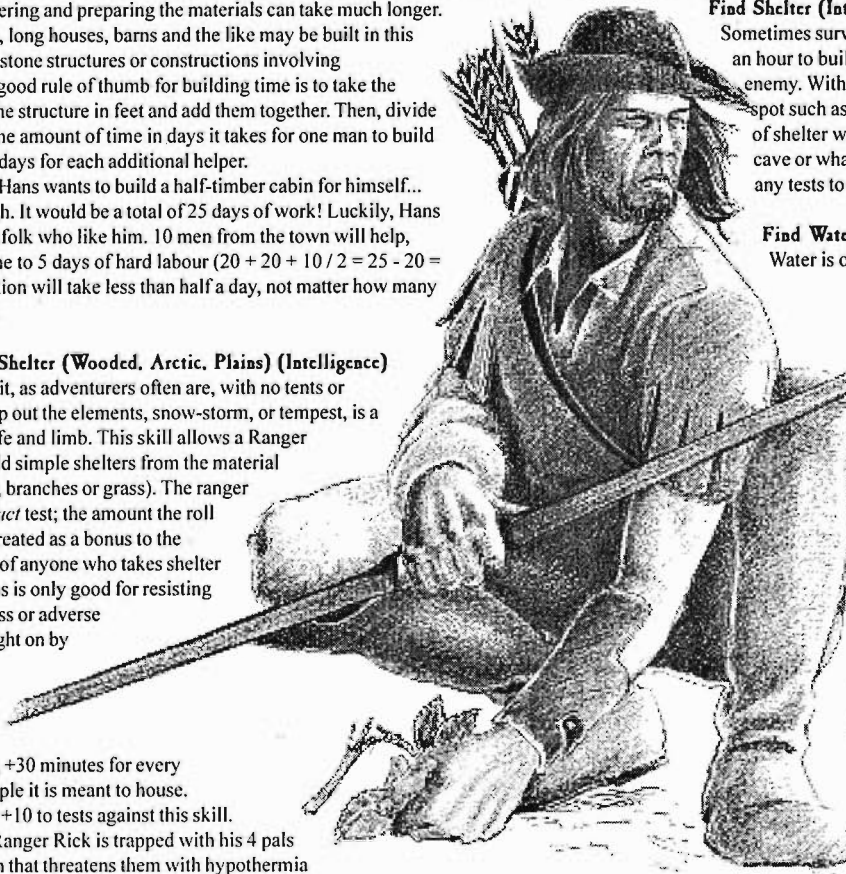 ering and preparing the materials can take much longer.
, long houses, barns and the like may be built in this
stone structures or constructions involving
good rule of thumb for building time is to take the
ne structure in feet and add them together. Then, divide
ne amount of time in days it takes for one man to build
days for each additional helper.
Hans wants to build a half-timber cabin for himself...
h. It would be a total of 25 days of work! Luckily, Hans
folk who like him. 10 men from the town will help,
ne to 5 days of hard labour (20 + 20 + 10 / 2 = 25 - 20 =
ion will take less than half a day, not matter how many
Shelter (Wooded, Arctic, Plains) (Intelligence)
it, as adventurers often are, with no tents or
p out the elements, snow-storm, or tempest, is a
fe and limb. This skill allows a Ranger
d simple shelters from the material
, branches or grass). The ranger
uct test; the amount the roll
reated as a bonus to the
of anyone who takes shelter
s is only good for resisting
ss or adverse
ght on by
+30 minutes for every
ple it is meant to house.
+10 to tests against this skill.
Ranger Rick is trapped with his 4 pals
n that threatens them with hypothermia
Find Shelter (Int
Sometimes surv
an hour to buil
enemy. With
spot such as
of shelter w
cave or wha
any tests to
Find Wate
Water is o